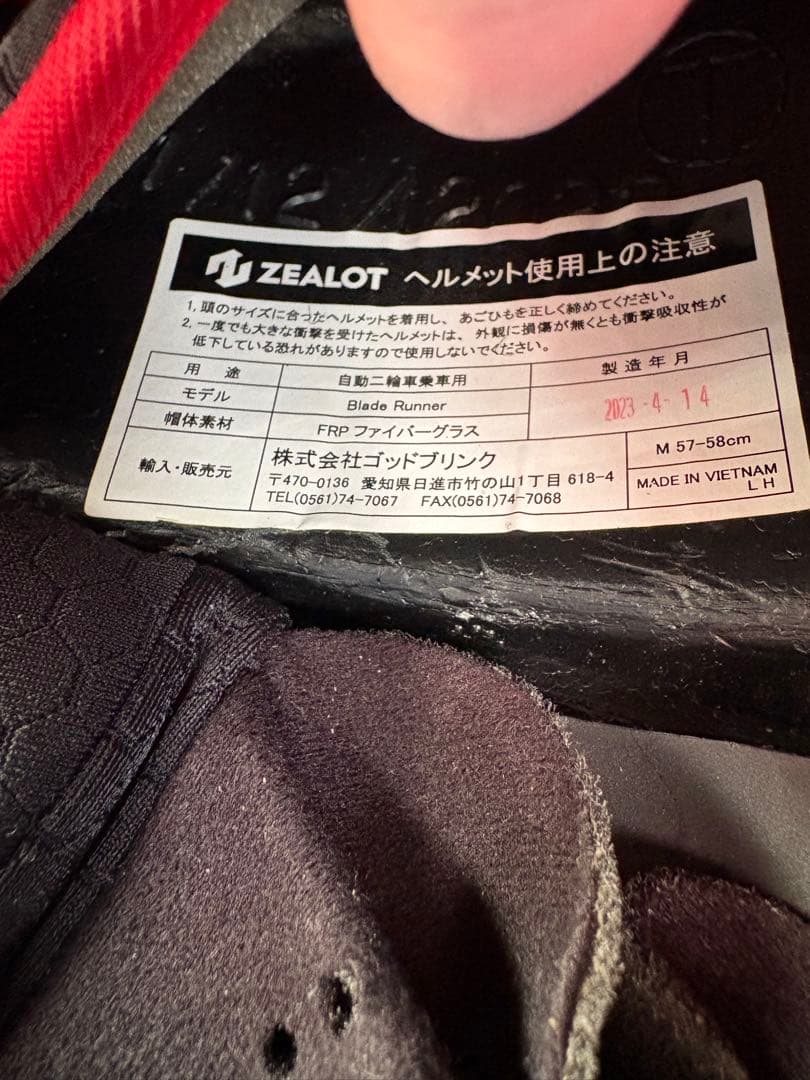 ZEALOT ヘルメット使用上の注意
1, 頭のサイズに合ったヘルメットを着用し、あごひもを正しく締めてください。
2, 一度でも大きな衝撃を受けたヘルメットは、外観に損傷が無くとも衝撃吸収性が
低下している恐れがありますので使用しないでください。
用 途 自動二輪車乗車用 製造年月
モデル Blade Runner 2023 -4- 14
帽体素材 FRP ファイバーグラス
輸入・販売元 株式会社ゴッドブリンク M 57-58cm
〒470-0136 愛知県日進市竹の山1丁目 618-4 MADE IN VIETNAM
TEL(0561)74-7067 FAX(0561)74-7068 L H